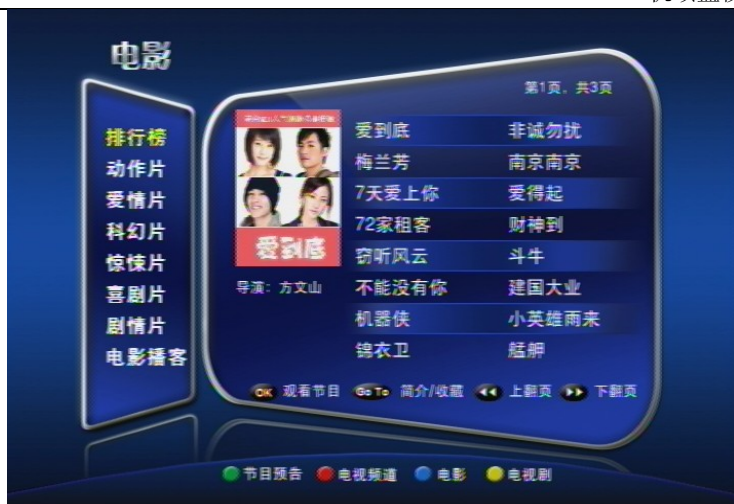 电影
第1页，共3页
排行榜
动作片
爱情片
科幻片
惊悚片
喜剧片
剧情片
电影播客
爱到底
导演：方文山
爱到底 非诚勿扰
梅兰芳 南京南京
7天爱上你 爱得起
72家租客 财神到
窃听风云 斗牛
不能没有你 建国大业
机器侠 小英雄雨来
锦衣卫 艋舺
OK 观看节目 Go To 简介/收藏 上翻页 下翻页
节目预告 电视频道 电影 电视剧